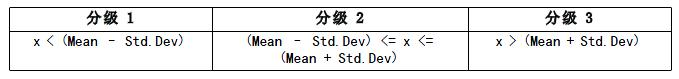 分级 1 分级 2 分级 3
x < (Mean – Std.Dev) (Mean – Std.Dev) <= x <= x > (Mean + Std.Dev)
(Mean + Std.Dev)